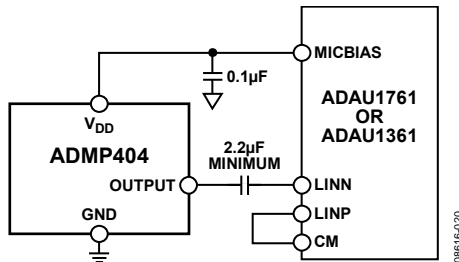 MICBIAS
0.1µF
ADAU1761
OR
ADAU1361
VDD
ADMP404
2.2µF
MINIMUM
OUTPUT
LINN
LINP
GND
CM
08616-020